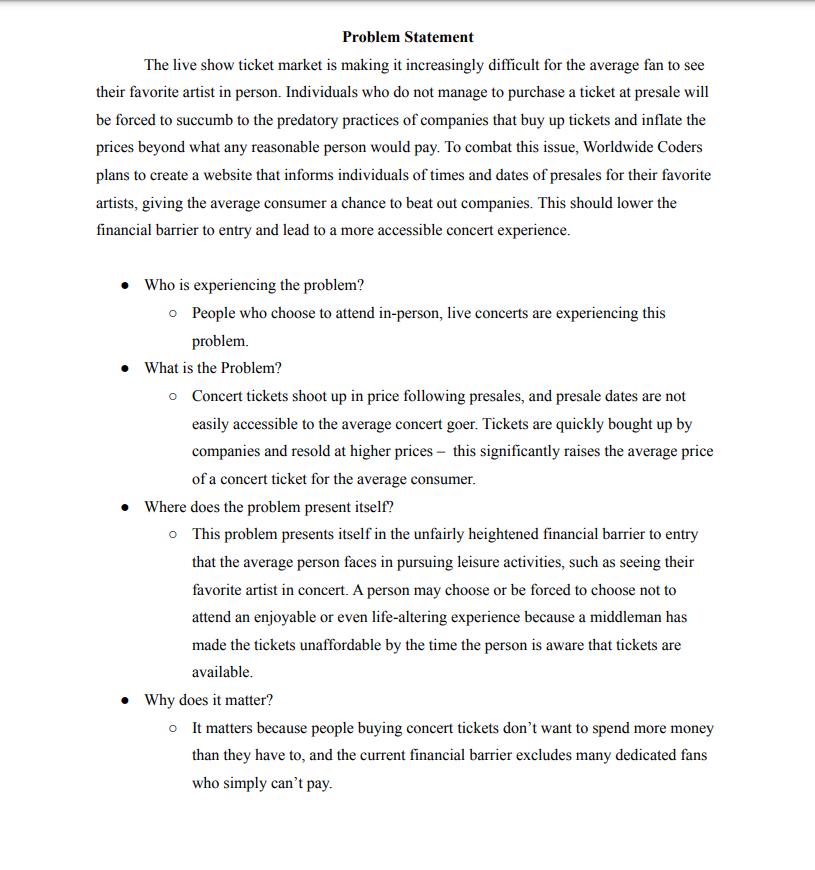 Problem Statement
The live show ticket market is making it increasingly difficult for the average fan to see
their favorite artist in person. Individuals who do not manage to purchase a ticket at presale will
be forced to succumb to the predatory practices of companies that buy up tickets and inflate the
prices beyond what any reasonable person would pay. To combat this issue, Worldwide Coders
plans to create a website that informs individuals of times and dates of presales for their favorite
artists, giving the average consumer a chance to beat out companies. This should lower the
financial barrier to entry and lead to a more accessible concert experience.
● Who is experiencing the problem?
○ People who choose to attend in-person, live concerts are experiencing this
problem.
● What is the Problem?
○ Concert tickets shoot up in price following presales, and presale dates are not
easily accessible to the average concert goer. Tickets are quickly bought up by
companies and resold at higher prices – this significantly raises the average price
of a concert ticket for the average consumer.
● Where does the problem present itself?
○ This problem presents itself in the unfairly heightened financial barrier to entry
that the average person faces in pursuing leisure activities, such as seeing their
favorite artist in concert. A person may choose or be forced to choose not to
attend an enjoyable or even life-altering experience because a middleman has
made the tickets unaffordable by the time the person is aware that tickets are
available.
● Why does it matter?
○ It matters because people buying concert tickets don’t want to spend more money
than they have to, and the current financial barrier excludes many dedicated fans
who simply can’t pay.